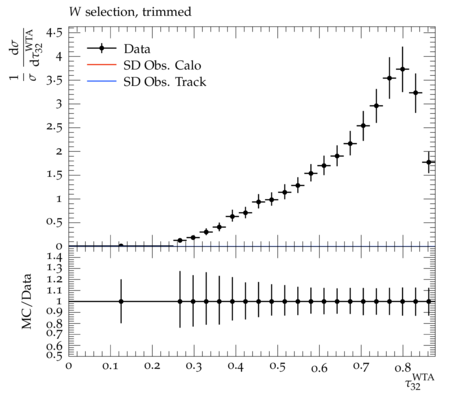 W selection, trimmed
1/σ dσ/dτ₃₂^WTA
Data
SD Obs. Calo
SD Obs. Track
4.5
4
3.5
3
2.5
2
1.5
1
0.5
0
MC/Data
1.4
1.3
1.2
1.1
1
0.9
0.8
0.7
0.6
0.5
0 0.1 0.2 0.3 0.4 0.5 0.6 0.7 0.8
τ₃₂^WTA